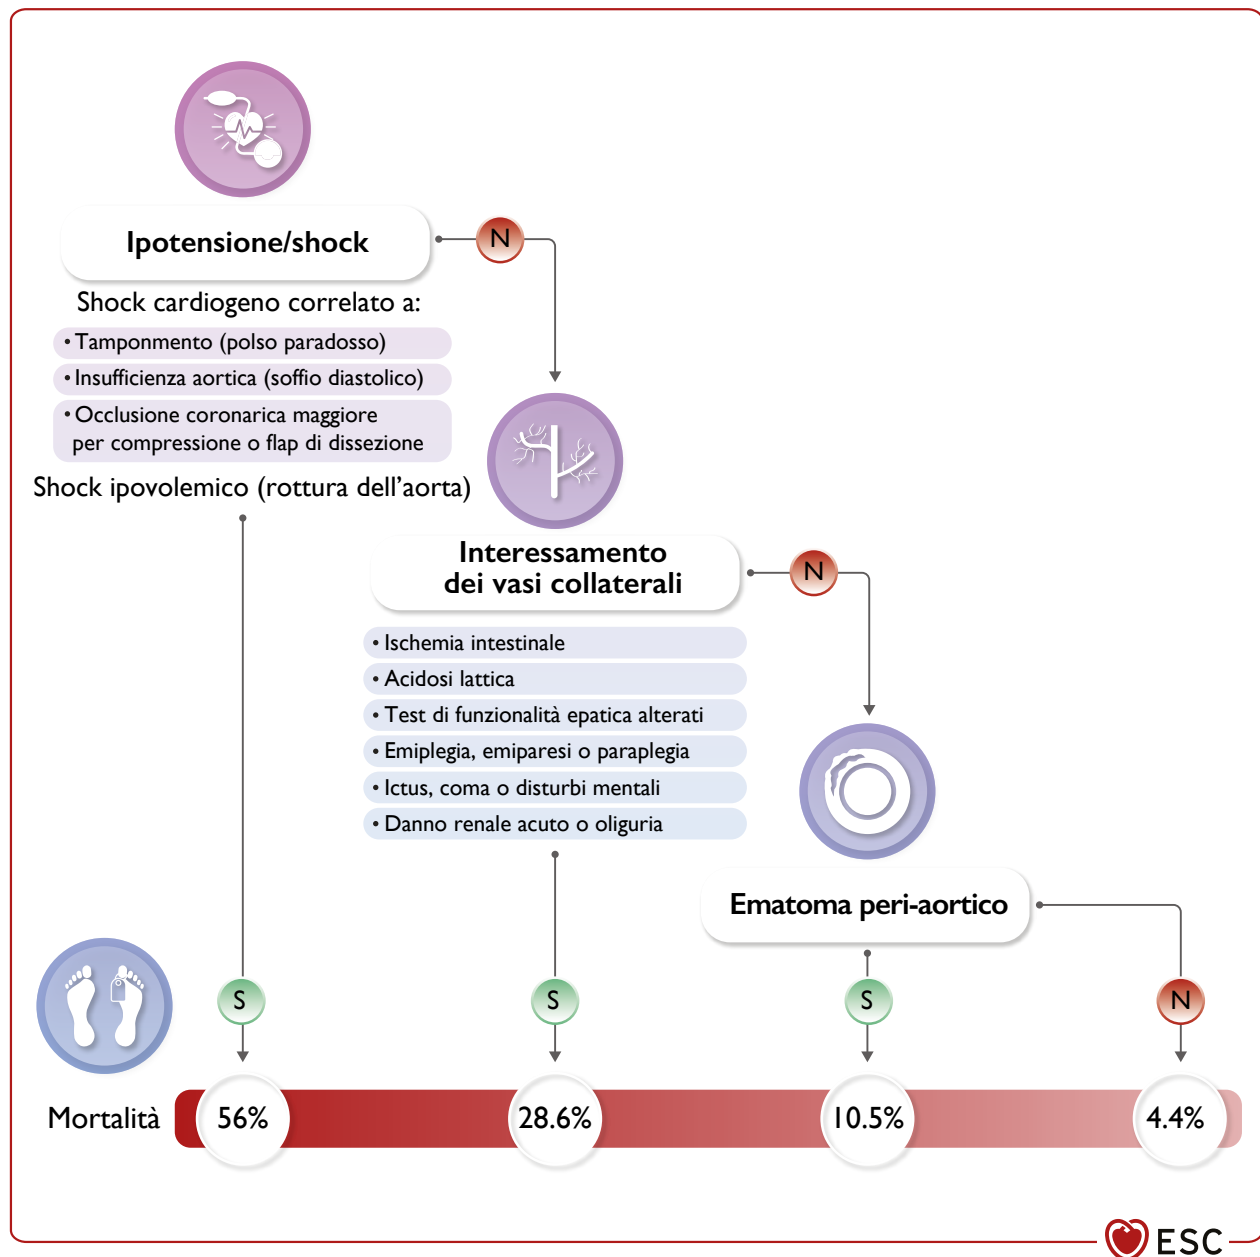 Ipotensione/shock
N
Shock cardiogeno correlato a:
• Tamponmento (polso paradosso)
• Insufficienza aortica (soffio diastolico)
• Occlusione coronarica maggiore
per compressione o flap di dissezione
Shock ipovolemico (rottura dell'aorta)
Interessamento
dei vasi collaterali
N
• Ischemia intestinale
• Acidosi lattica
• Test di funzionalità epatica alterati
• Emiplegia, emiparesi o paraplegia
• Ictus, coma o disturbi mentali
• Danno renale acuto o oliguria
Ematoma peri-aortico
S
S
S
N
Mortalità
56%
28.6%
10.5%
4.4%
ESC